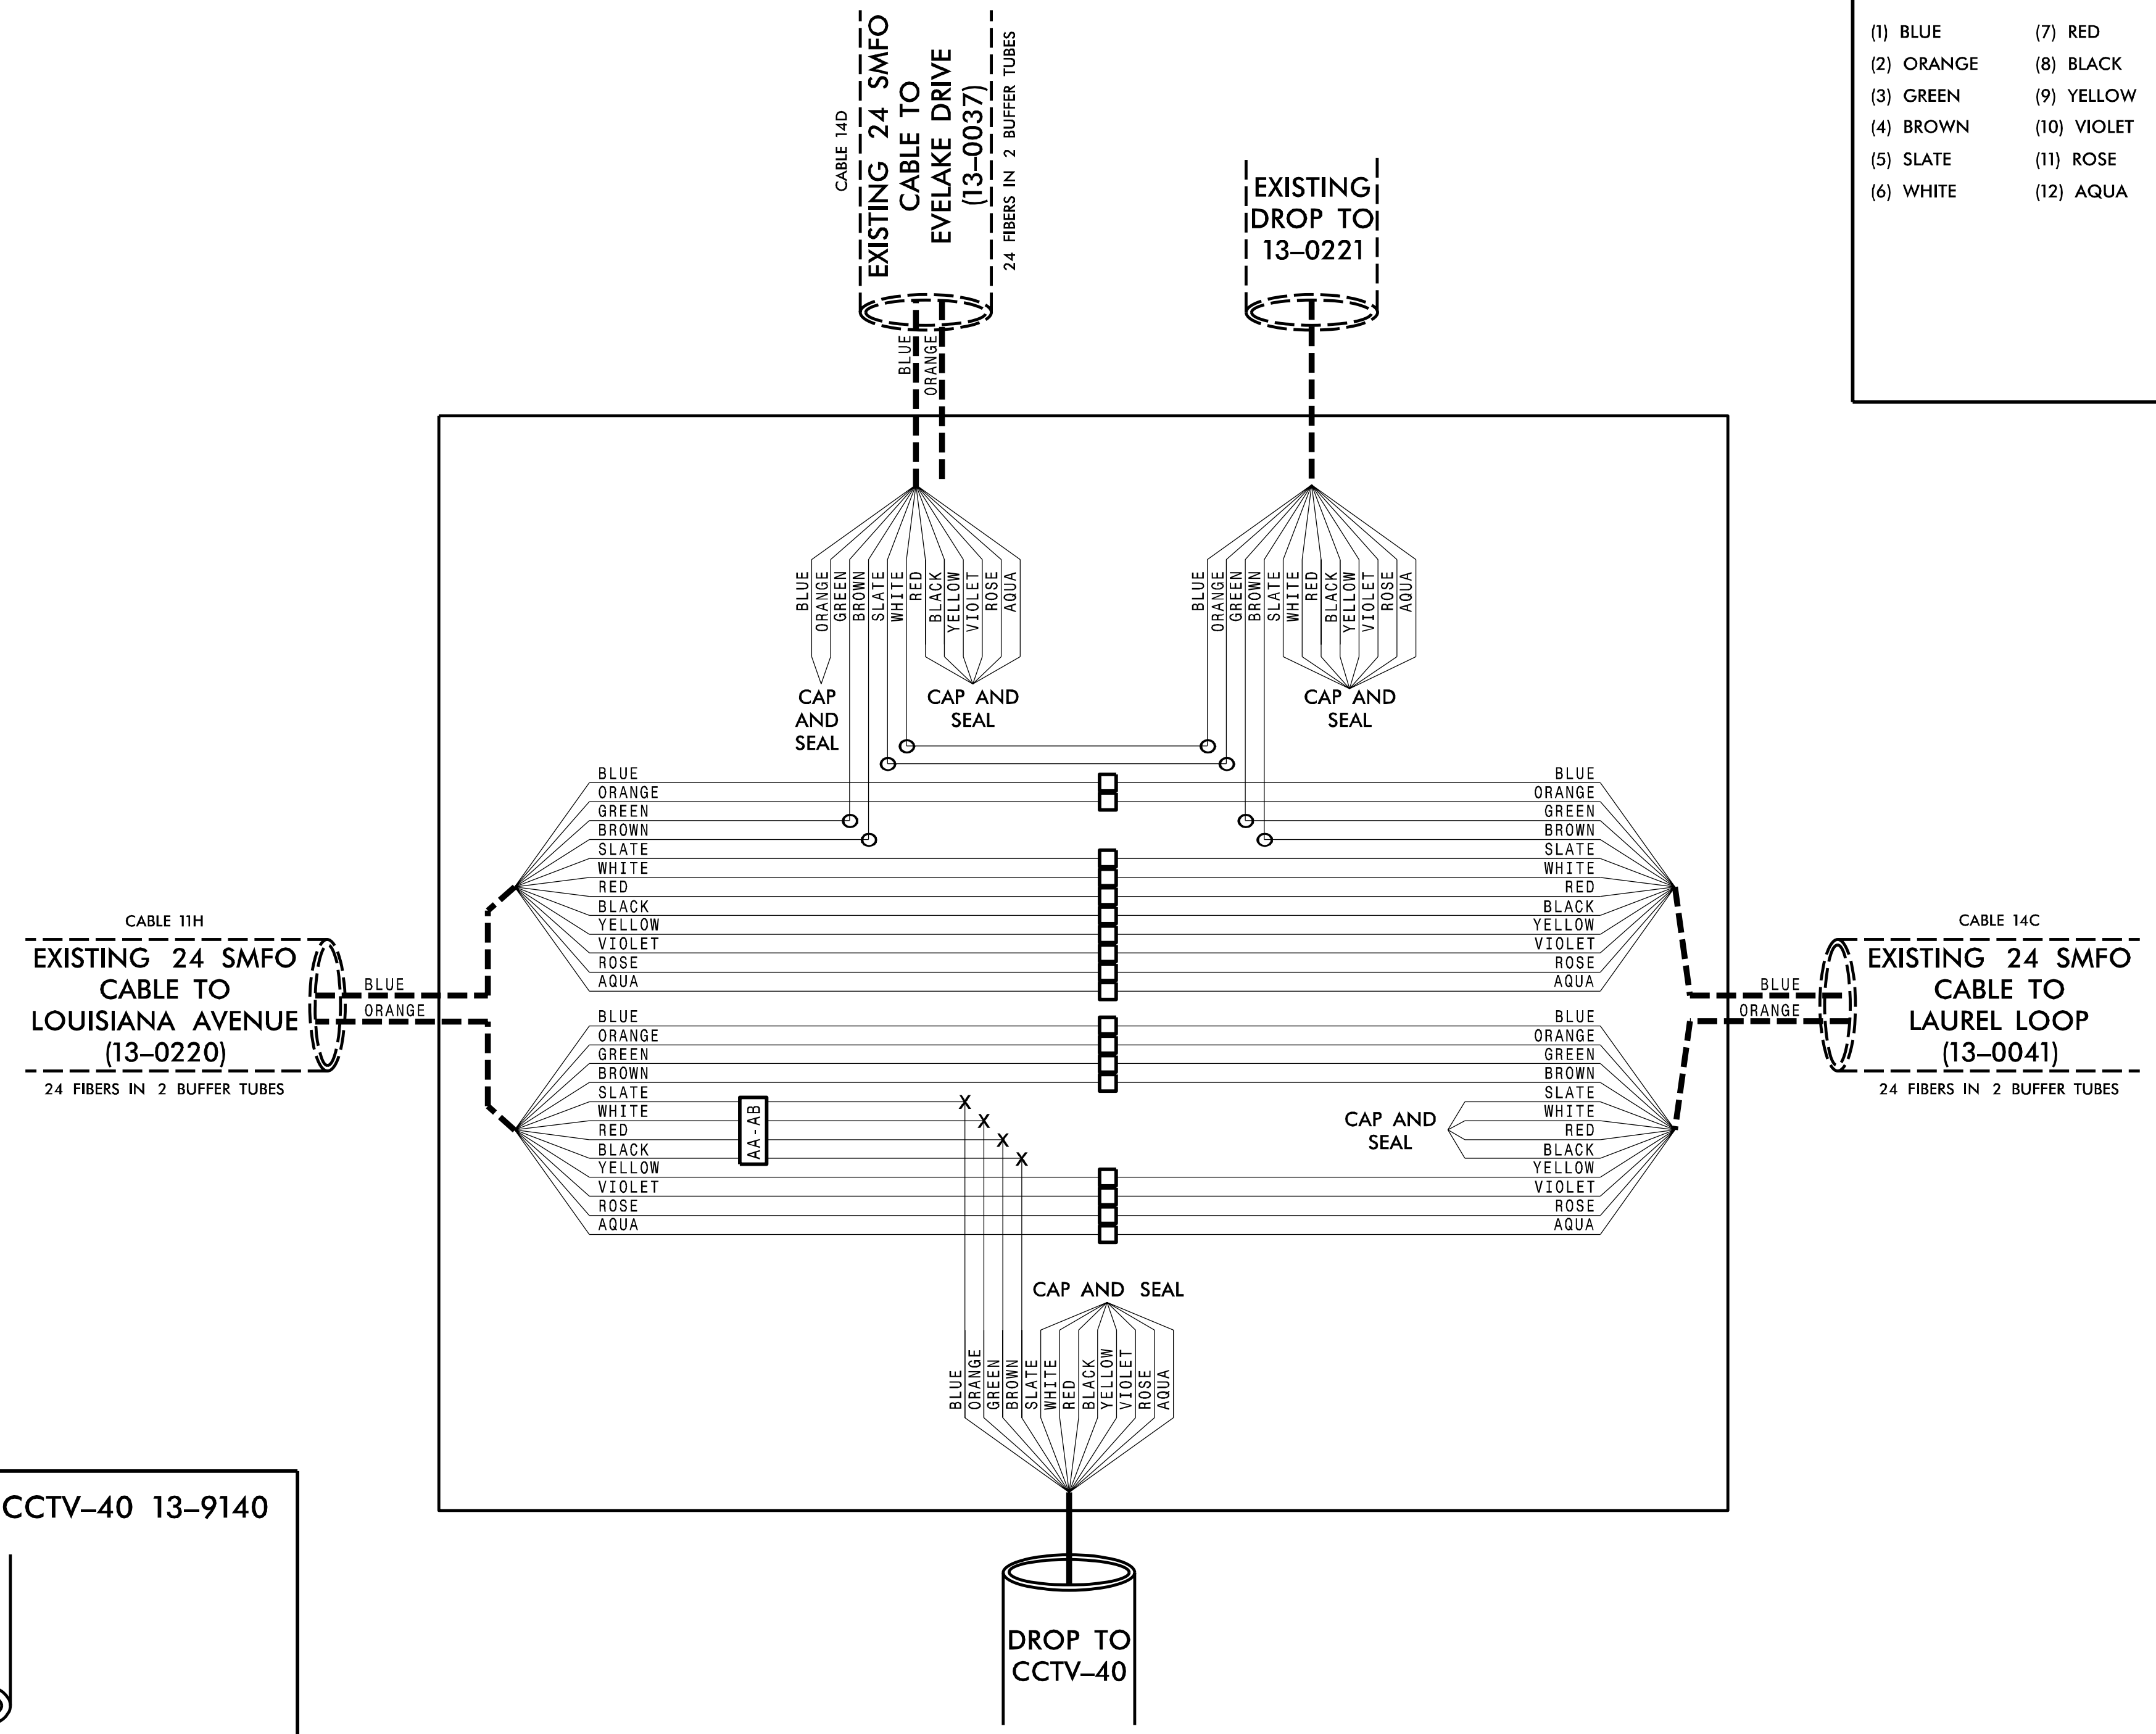 (1) BLUE (7) RED
(2) ORANGE (8) BLACK
(3) GREEN (9) YELLOW
(4) BROWN (10) VIOLET
(5) SLATE (11) ROSE
(6) WHITE (12) AQUA
CABLE 14D
EXISTING 24 SMFO
CABLE TO
EVELAKE DRIVE
(13–0037)
24 FIBERS IN 2 BUFFER TUBES
EXISTING
DROP TO
13–0221
BLUE
ORANGE
BLUE
ORANGE
GREEN
BROWN
SLATE
WHITE
RED
BLACK
YELLOW
VIOLET
ROSE
AQUA
CAP
AND
SEAL
CAP AND
SEAL
BLUE
ORANGE
GREEN
BROWN
SLATE
WHITE
RED
BLACK
YELLOW
VIOLET
ROSE
AQUA
CAP AND
SEAL
BLUE BLUE
ORANGE ORANGE
GREEN GREEN
BROWN BROWN
SLATE SLATE
WHITE WHITE
RED RED
BLACK BLACK
YELLOW YELLOW
VIOLET VIOLET
ROSE ROSE
AQUA AQUA
CABLE 11H
EXISTING 24 SMFO
CABLE TO
LOUISIANA AVENUE
(13–0220)
24 FIBERS IN 2 BUFFER TUBES
BLUE
ORANGE
CABLE 14C
EXISTING 24 SMFO
CABLE TO
LAUREL LOOP
(13–0041)
24 FIBERS IN 2 BUFFER TUBES
BLUE
ORANGE
BLUE BLUE
ORANGE ORANGE
GREEN GREEN
BROWN BROWN
SLATE X SLATE
WHITE X WHITE
RED X RED
BLACK X BLACK
YELLOW YELLOW
VIOLET VIOLET
ROSE ROSE
AQUA AQUA
AA-AB
CAP AND
SEAL
CAP AND SEAL
BLUE
ORANGE
GREEN
BROWN
SLATE
WHITE
RED
BLACK
YELLOW
VIOLET
ROSE
AQUA
DROP TO
CCTV–40
CCTV–40 13–9140